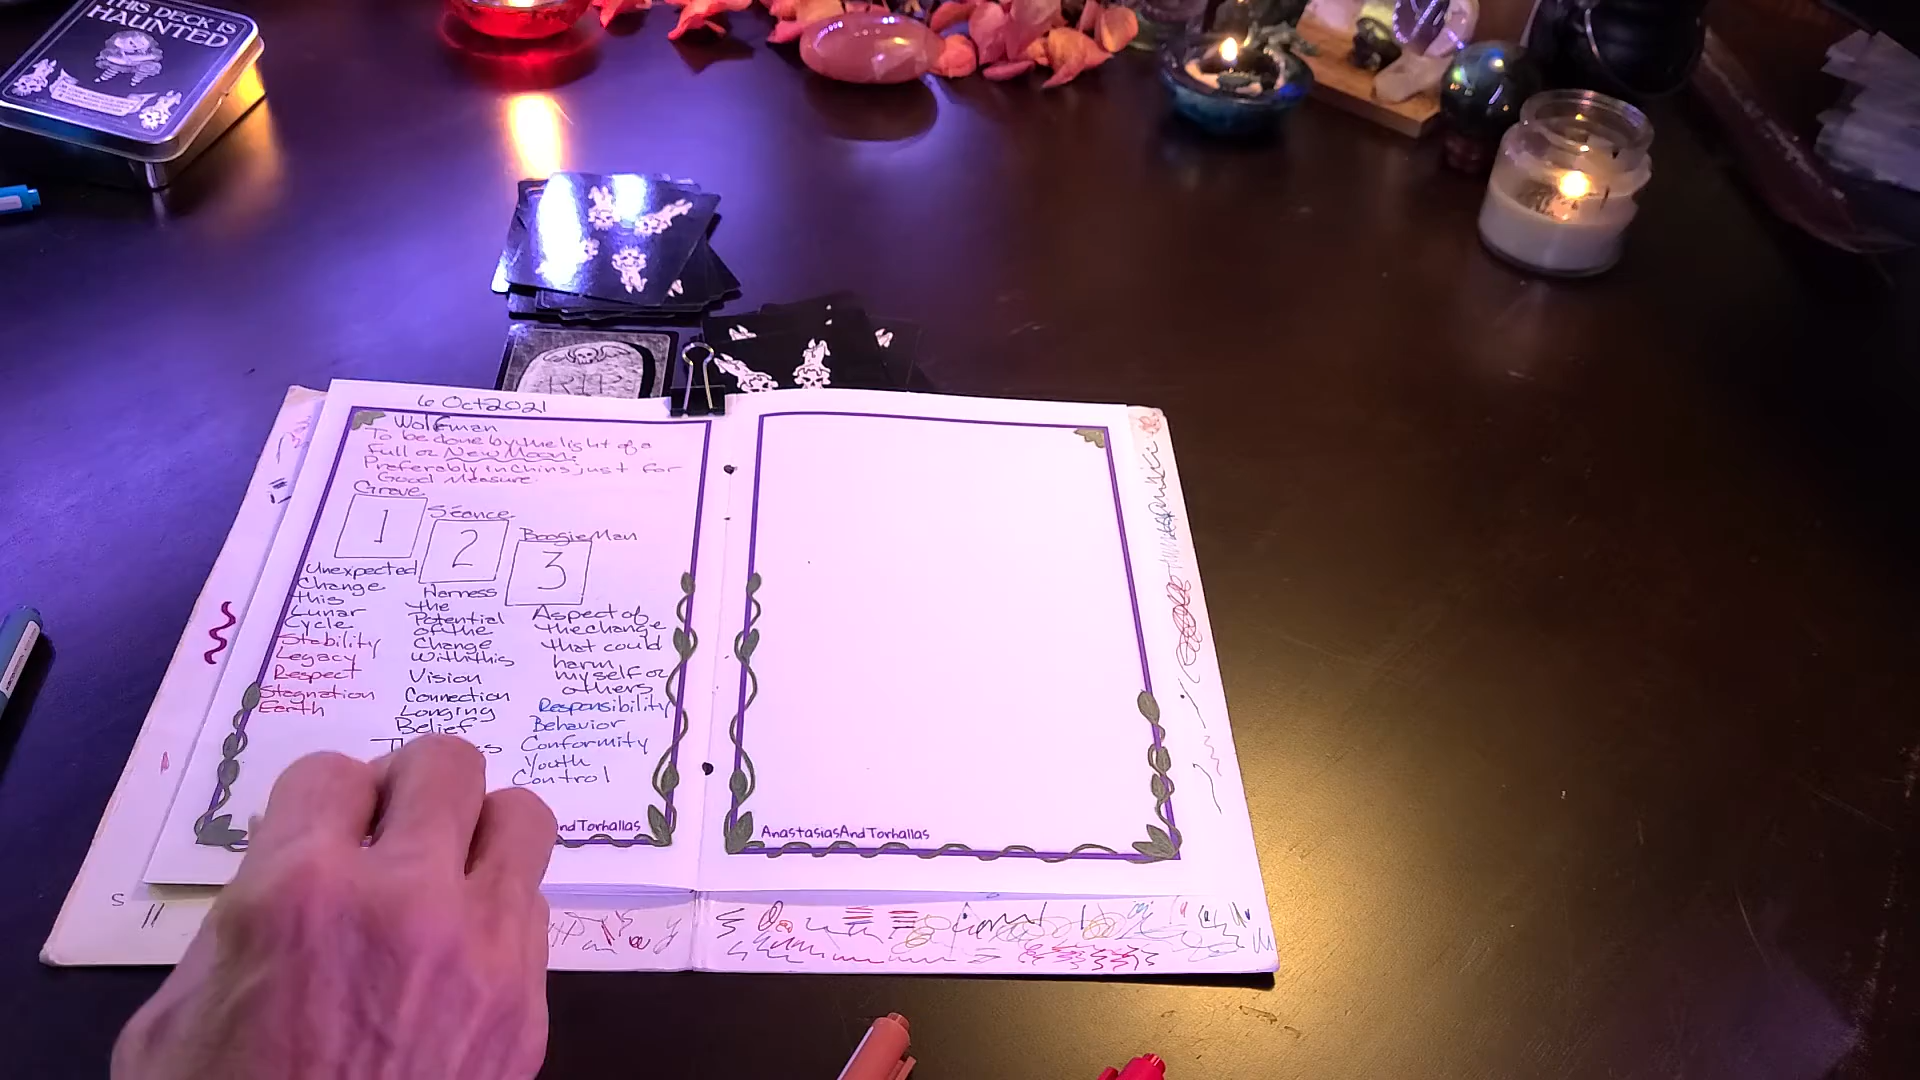 THIS DECK IS
HAUNTED
RIP
6 Oct 2021
Wolfman
To be done by the light of a
Full or New Moon.
Preferably in Chins just for
Good Measure.
Grave
1
Unexpected
Change
this
Lunar
Cycle
Stability
Legacy
Respect
Stagnation
Earth
Séance
2
Harness
the
Potential
of the
Change
With this
Vision
Connection
Longing
Belief
BoogieMan
3
Aspect of
the change
that could
harm
myself or
others
Responsibility
Behavior
Conformity
Youth
Control
ndTorhallas
AnastasiasAndTorhallas